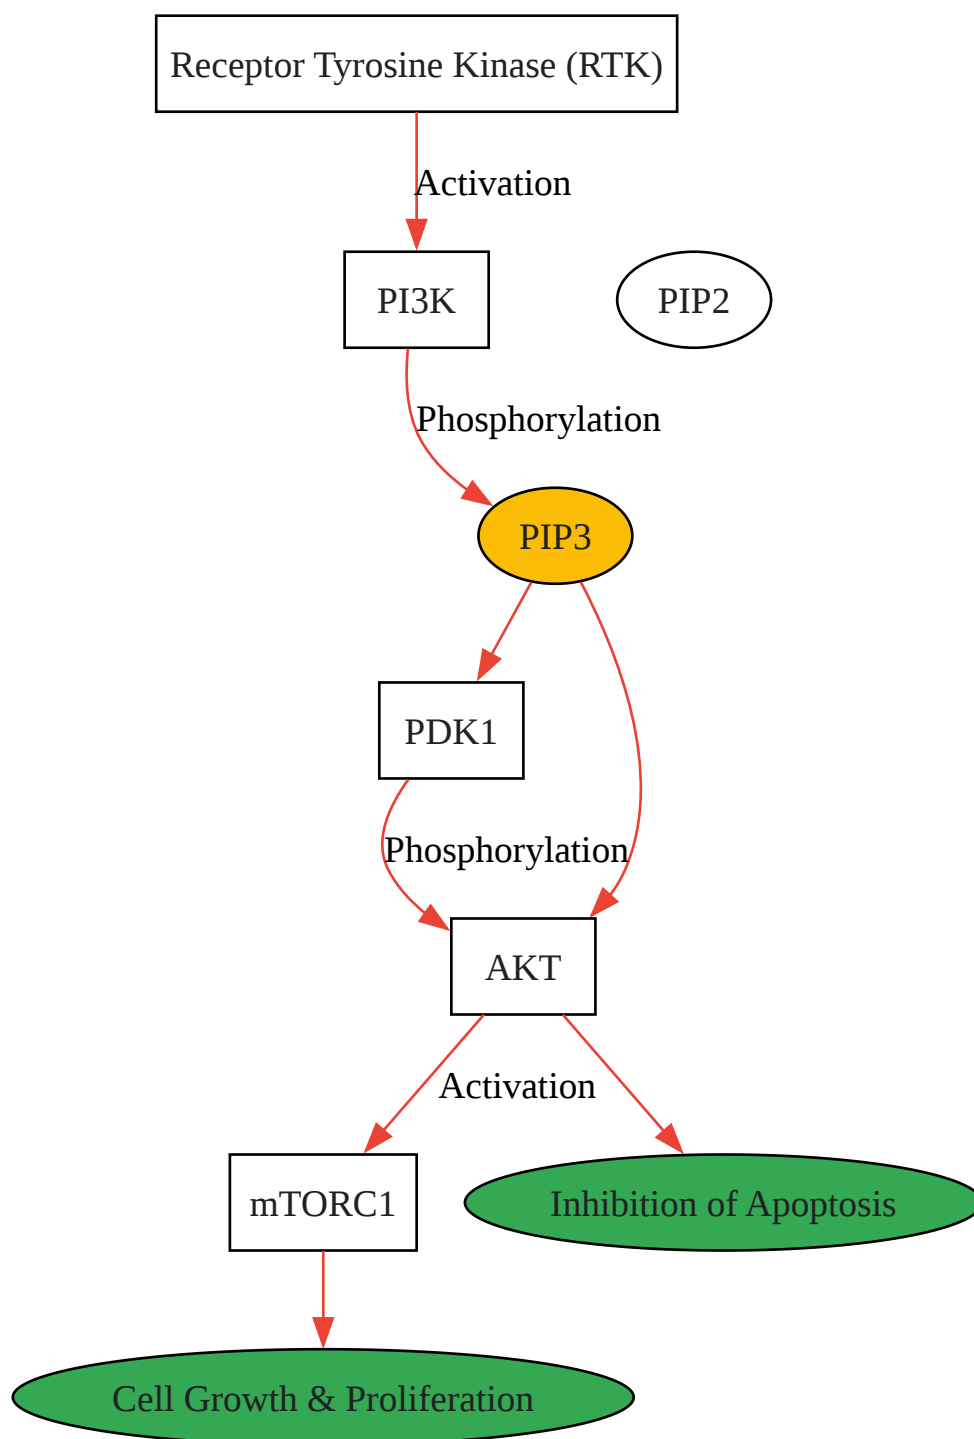 Receptor Tyrosine Kinase (RTK)
Activation
PI3K
PIP2
Phosphorylation
PIP3
PDK1
Phosphorylation
AKT
Activation
mTORC1
Inhibition of Apoptosis
Cell Growth & Proliferation